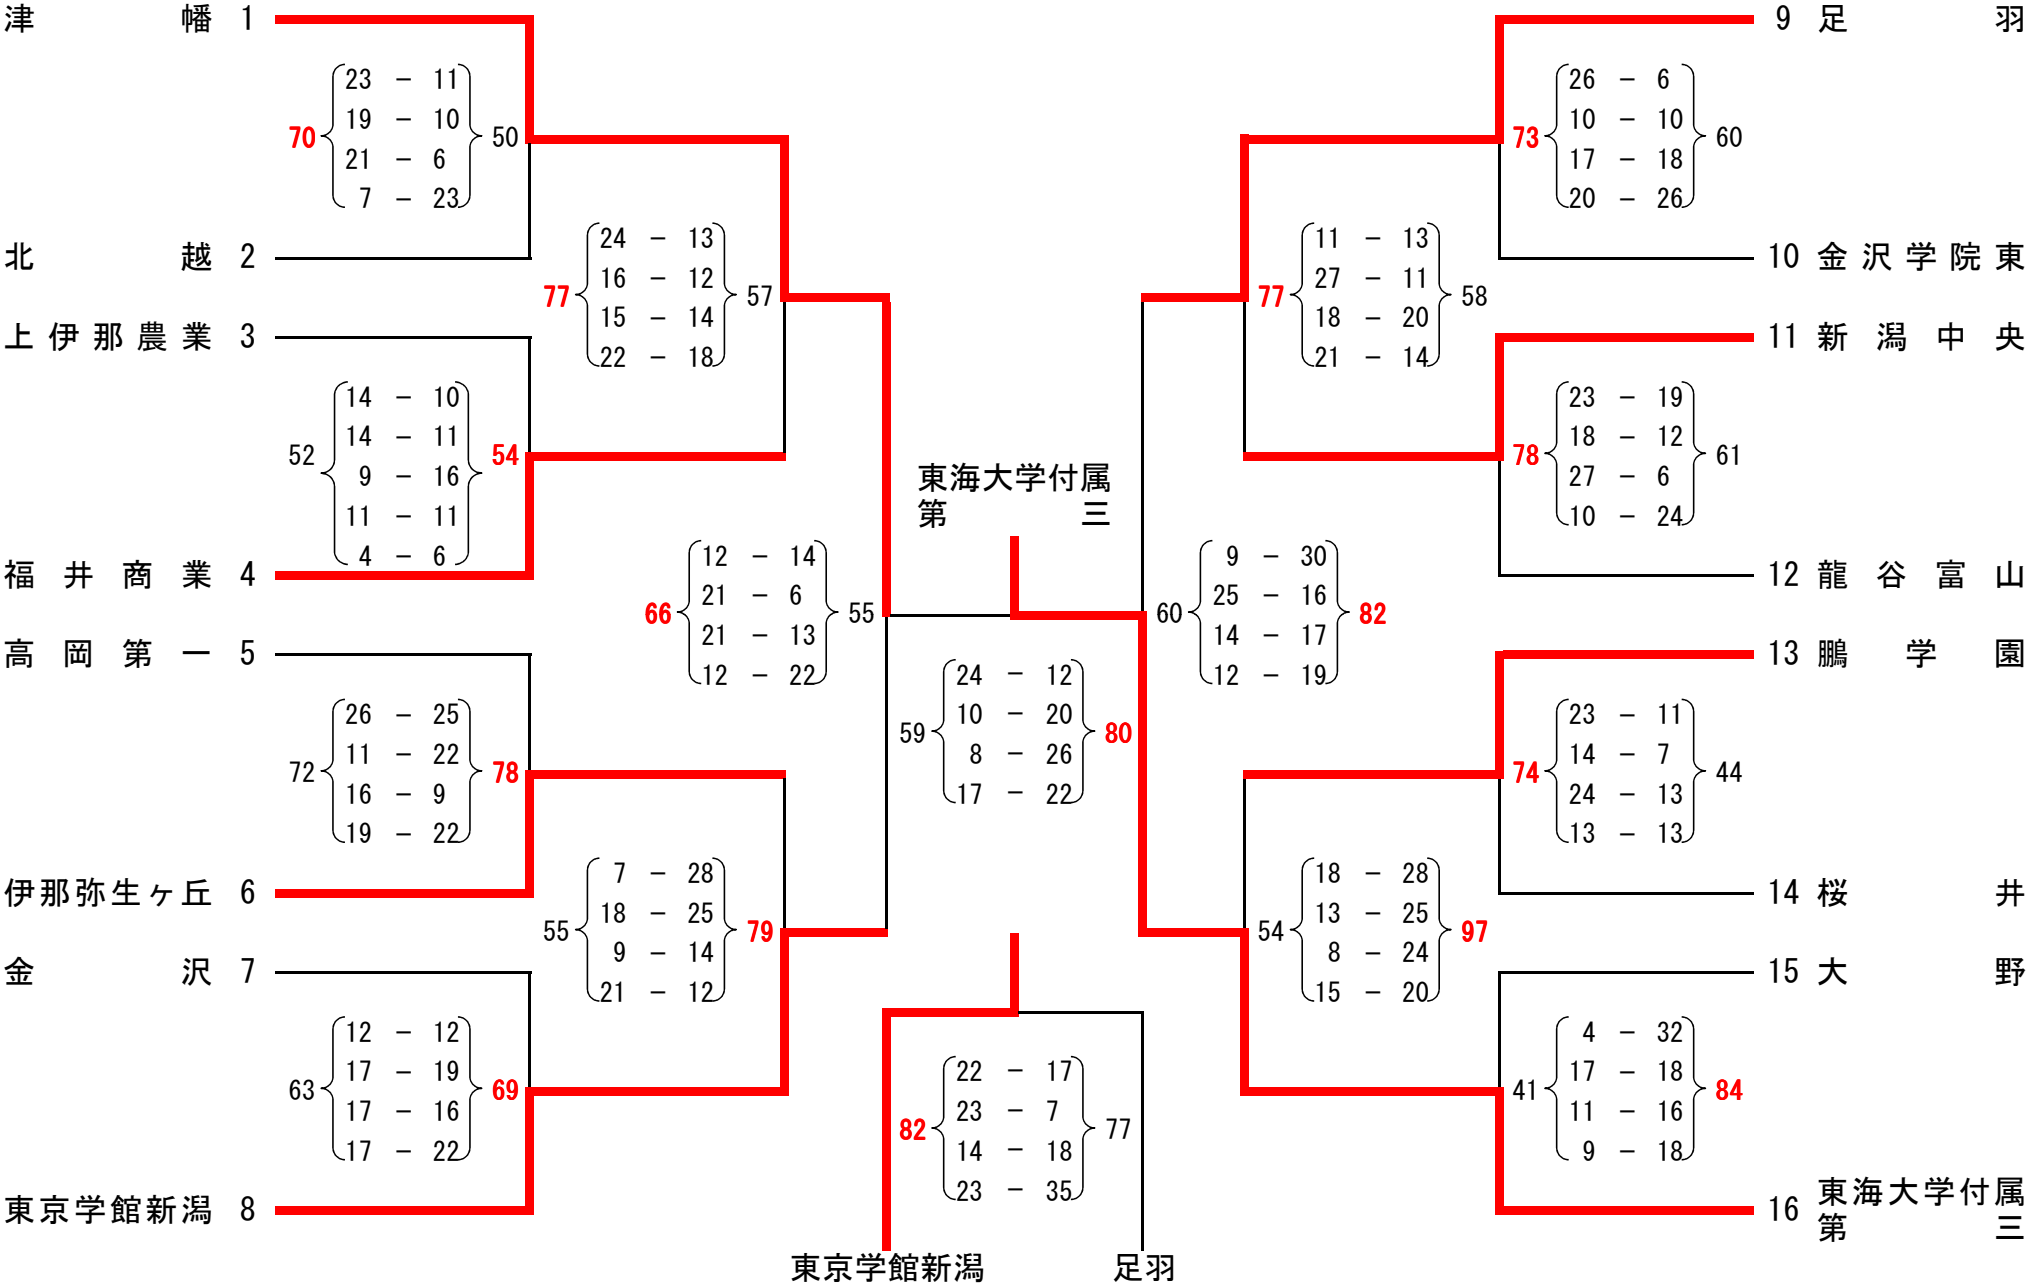 津幡 1
23 － 11
19 － 10
70 50
21 － 6
7 － 23
北越 2
上伊那農業 3
14 － 10
14 － 11
52 54
9 － 16
11 － 11
4 － 6
福井商業 4
24 － 13
16 － 12
77 57
15 － 14
22 － 18
高岡第一 5
26 － 25
11 － 22
72 78
16 － 9
19 － 22
伊那弥生ヶ丘 6
金沢 7
12 － 12
17 － 19
63 69
17 － 16
17 － 22
東京学館新潟 8
7 － 28
18 － 25
55 79
9 － 14
21 － 12
12 － 14
21 － 6
66 55
21 － 13
12 － 22
東海大学付属
第三
24 － 12
10 － 20
59 80
8 － 26
17 － 22
22 － 17
23 － 7
82 77
14 － 18
23 － 35
東京学館新潟 足羽
9 － 30
25 － 16
60 82
14 － 17
12 － 19
11 － 13
27 － 11
77 58
18 － 20
21 － 14
18 － 28
13 － 25
54 97
8 － 24
15 － 20
9 足羽
26 － 6
10 － 10
73 60
17 － 18
20 － 26
10 金沢学院東
11 新潟中央
23 － 19
18 － 12
78 61
27 － 6
10 － 24
12 龍谷富山
13 鵬学園
23 － 11
14 － 7
74 44
24 － 13
13 － 13
14 桜井
15 大野
4 － 32
17 － 18
41 84
11 － 16
9 － 18
16 東海大学付属
第三